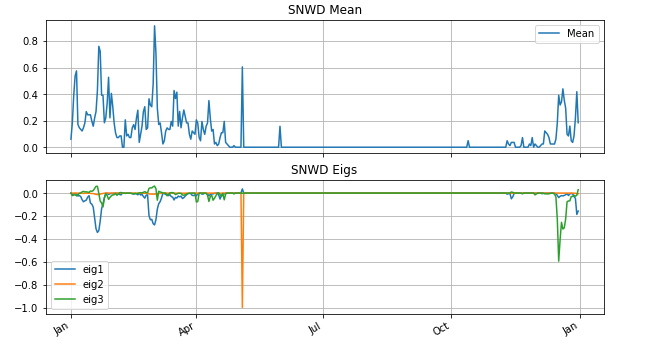 SNWD Mean
0.8
0.6
0.4
0.2
0.0
Mean
SNWD Eigs
0.0
−0.2
−0.4
−0.6
−0.8
−1.0
eig1
eig2
eig3
Jan
Apr
Jul
Oct
Jan